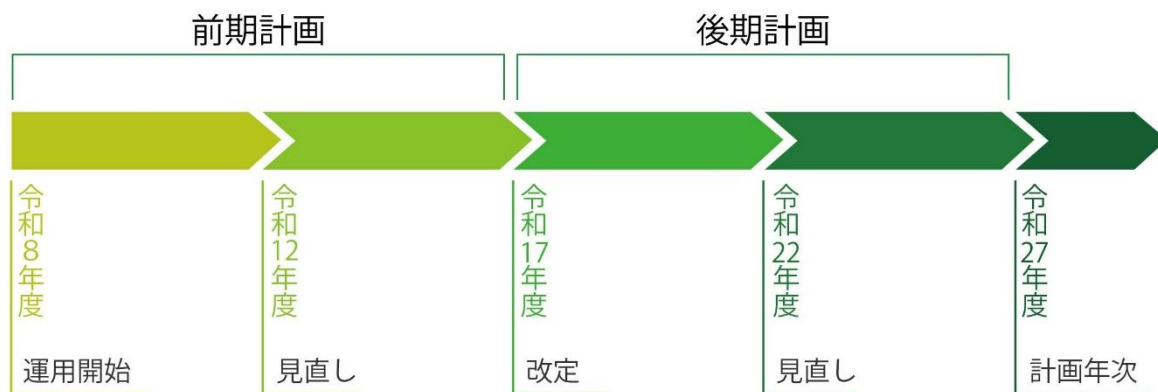 前期計画
後期計画
令和8年度
令和12年度
令和17年度
令和22年度
令和27年度
運用開始
見直し
改定
見直し
計画年次